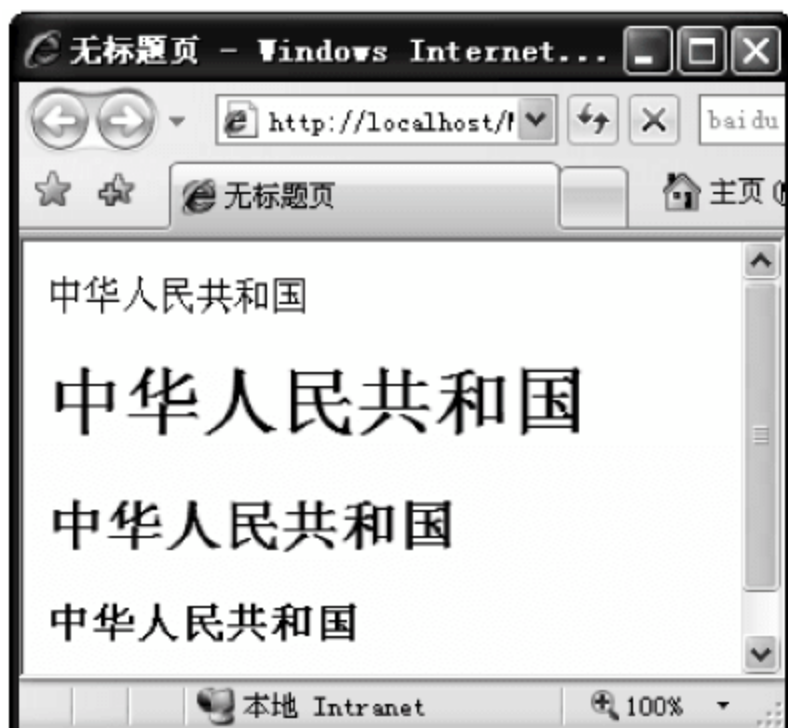 无标题页 - Windows Internet...
http://localhost/
baidu
无标题页
主页
中华人民共和国
中华人民共和国
中华人民共和国
中华人民共和国
本地 Intranet
100%